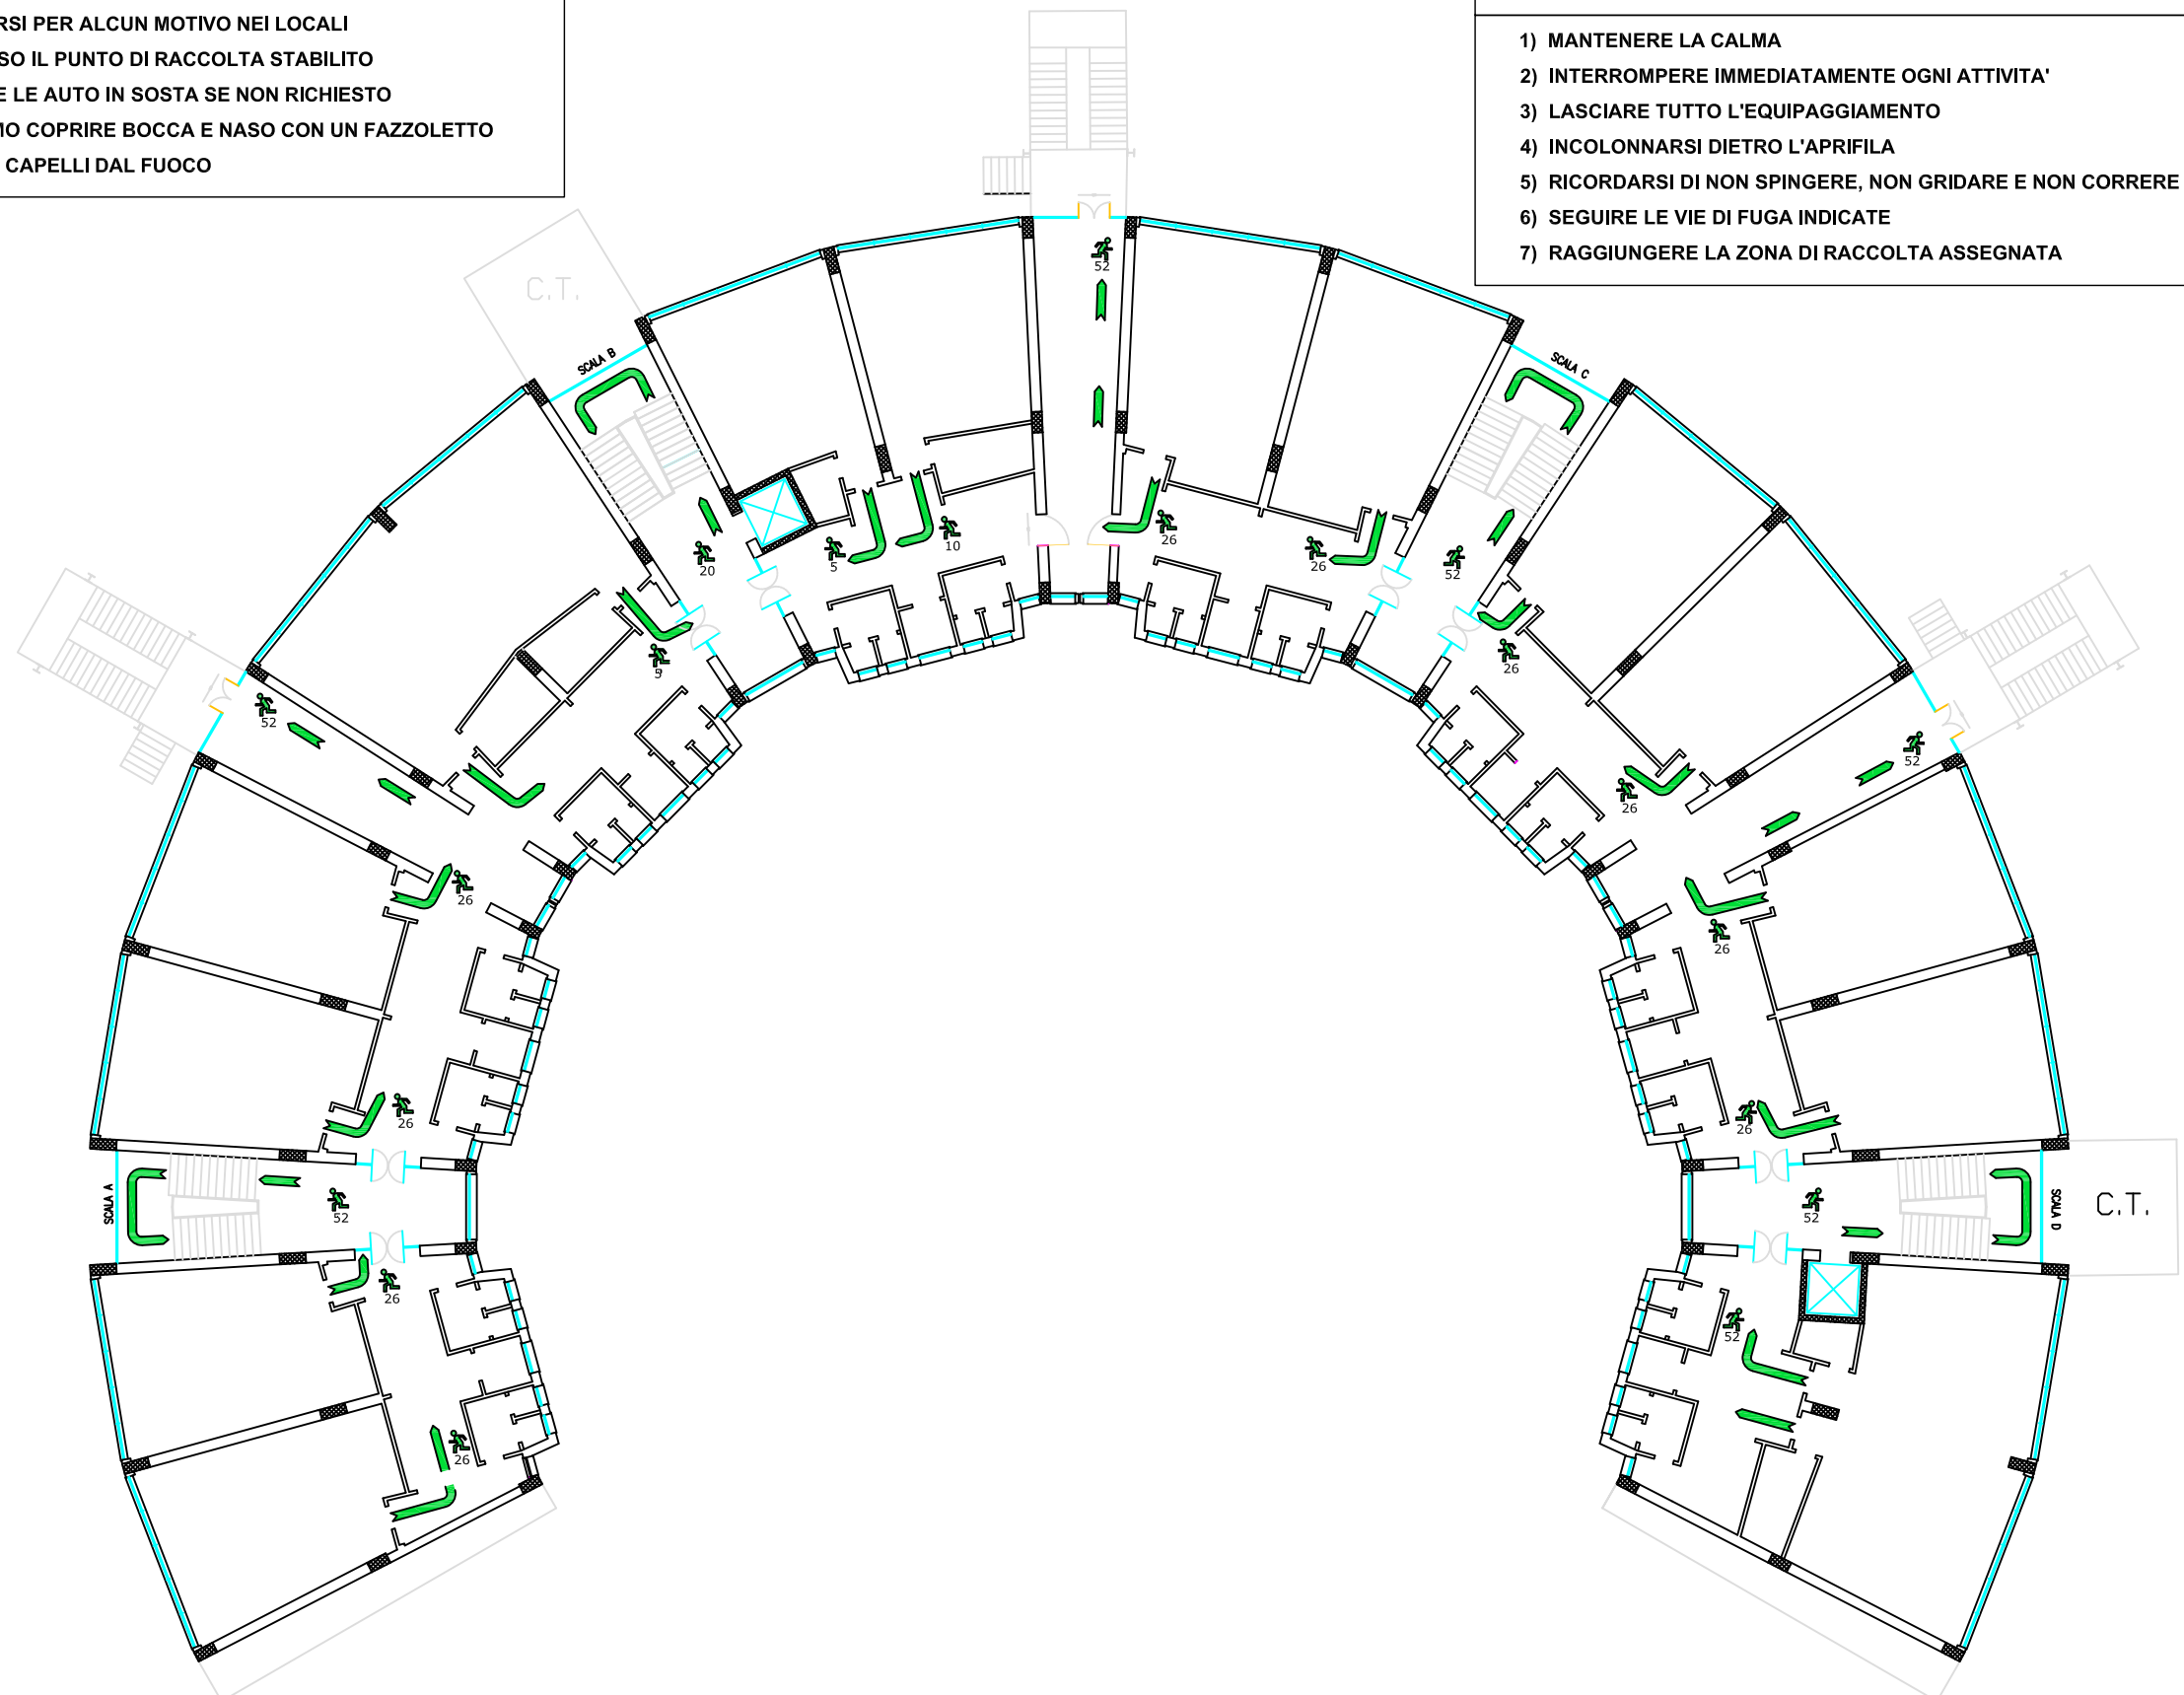 RSI PER ALCUN MOTIVO NEI LOCALI
SO IL PUNTO DI RACCOLTA STABILITO
E LE AUTO IN SOSTA SE NON RICHIESTO
MO COPRIRE BOCCA E NASO CON UN FAZZOLETTO
CAPELLI DAL FUOCO
1) MANTENERE LA CALMA
2) INTERROMPERE IMMEDIATAMENTE OGNI ATTIVITA'
3) LASCIARE TUTTO L'EQUIPAGGIAMENTO
4) INCOLONNARSI DIETRO L'APRIFILA
5) RICORDARSI DI NON SPINGERE, NON GRIDARE E NON CORRERE
6) SEGUIRE LE VIE DI FUGA INDICATE
7) RAGGIUNGERE LA ZONA DI RACCOLTA ASSEGNATA
52
C.T.
SCALA B
SCALA C
26
10
5
20
26
52
9
26
52
52
26
26
26
26
26
SCALA A
52
52
SCALA D
C.T.
26
52
26